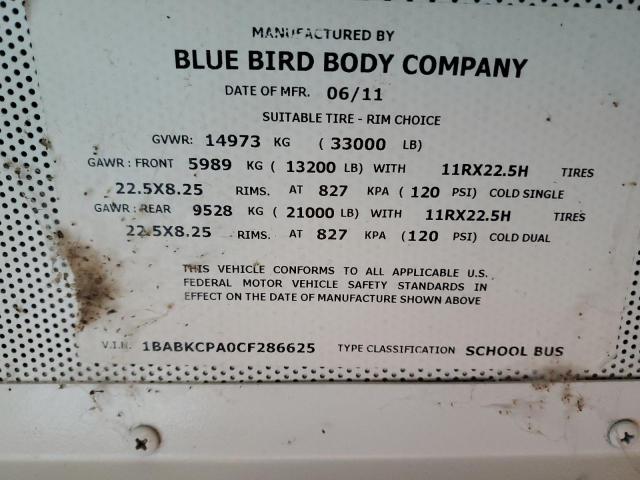 MANUFACTURED BY
BLUE BIRD BODY COMPANY
DATE OF MFR. 06/11
SUITABLE TIRE - RIM CHOICE
GVWR: 14973 KG ( 33000 LB)
GAWR : FRONT 5989 KG ( 13200 LB) WITH 11RX22.5H TIRES
22.5X8.25 RIMS. AT 827 KPA ( 120 PSI) COLD SINGLE
GAWR : REAR 9528 KG ( 21000 LB) WITH 11RX22.5H TIRES
22.5X8.25 RIMS. AT 827 KPA (120 PSI) COLD DUAL
THIS VEHICLE CONFORMS TO ALL APPLICABLE U.S.
FEDERAL MOTOR VEHICLE SAFETY STANDARDS IN
EFFECT ON THE DATE OF MANUFACTURE SHOWN ABOVE
V.I.N. 1BABKCPA0CF286625 TYPE CLASSIFICATION SCHOOL BUS